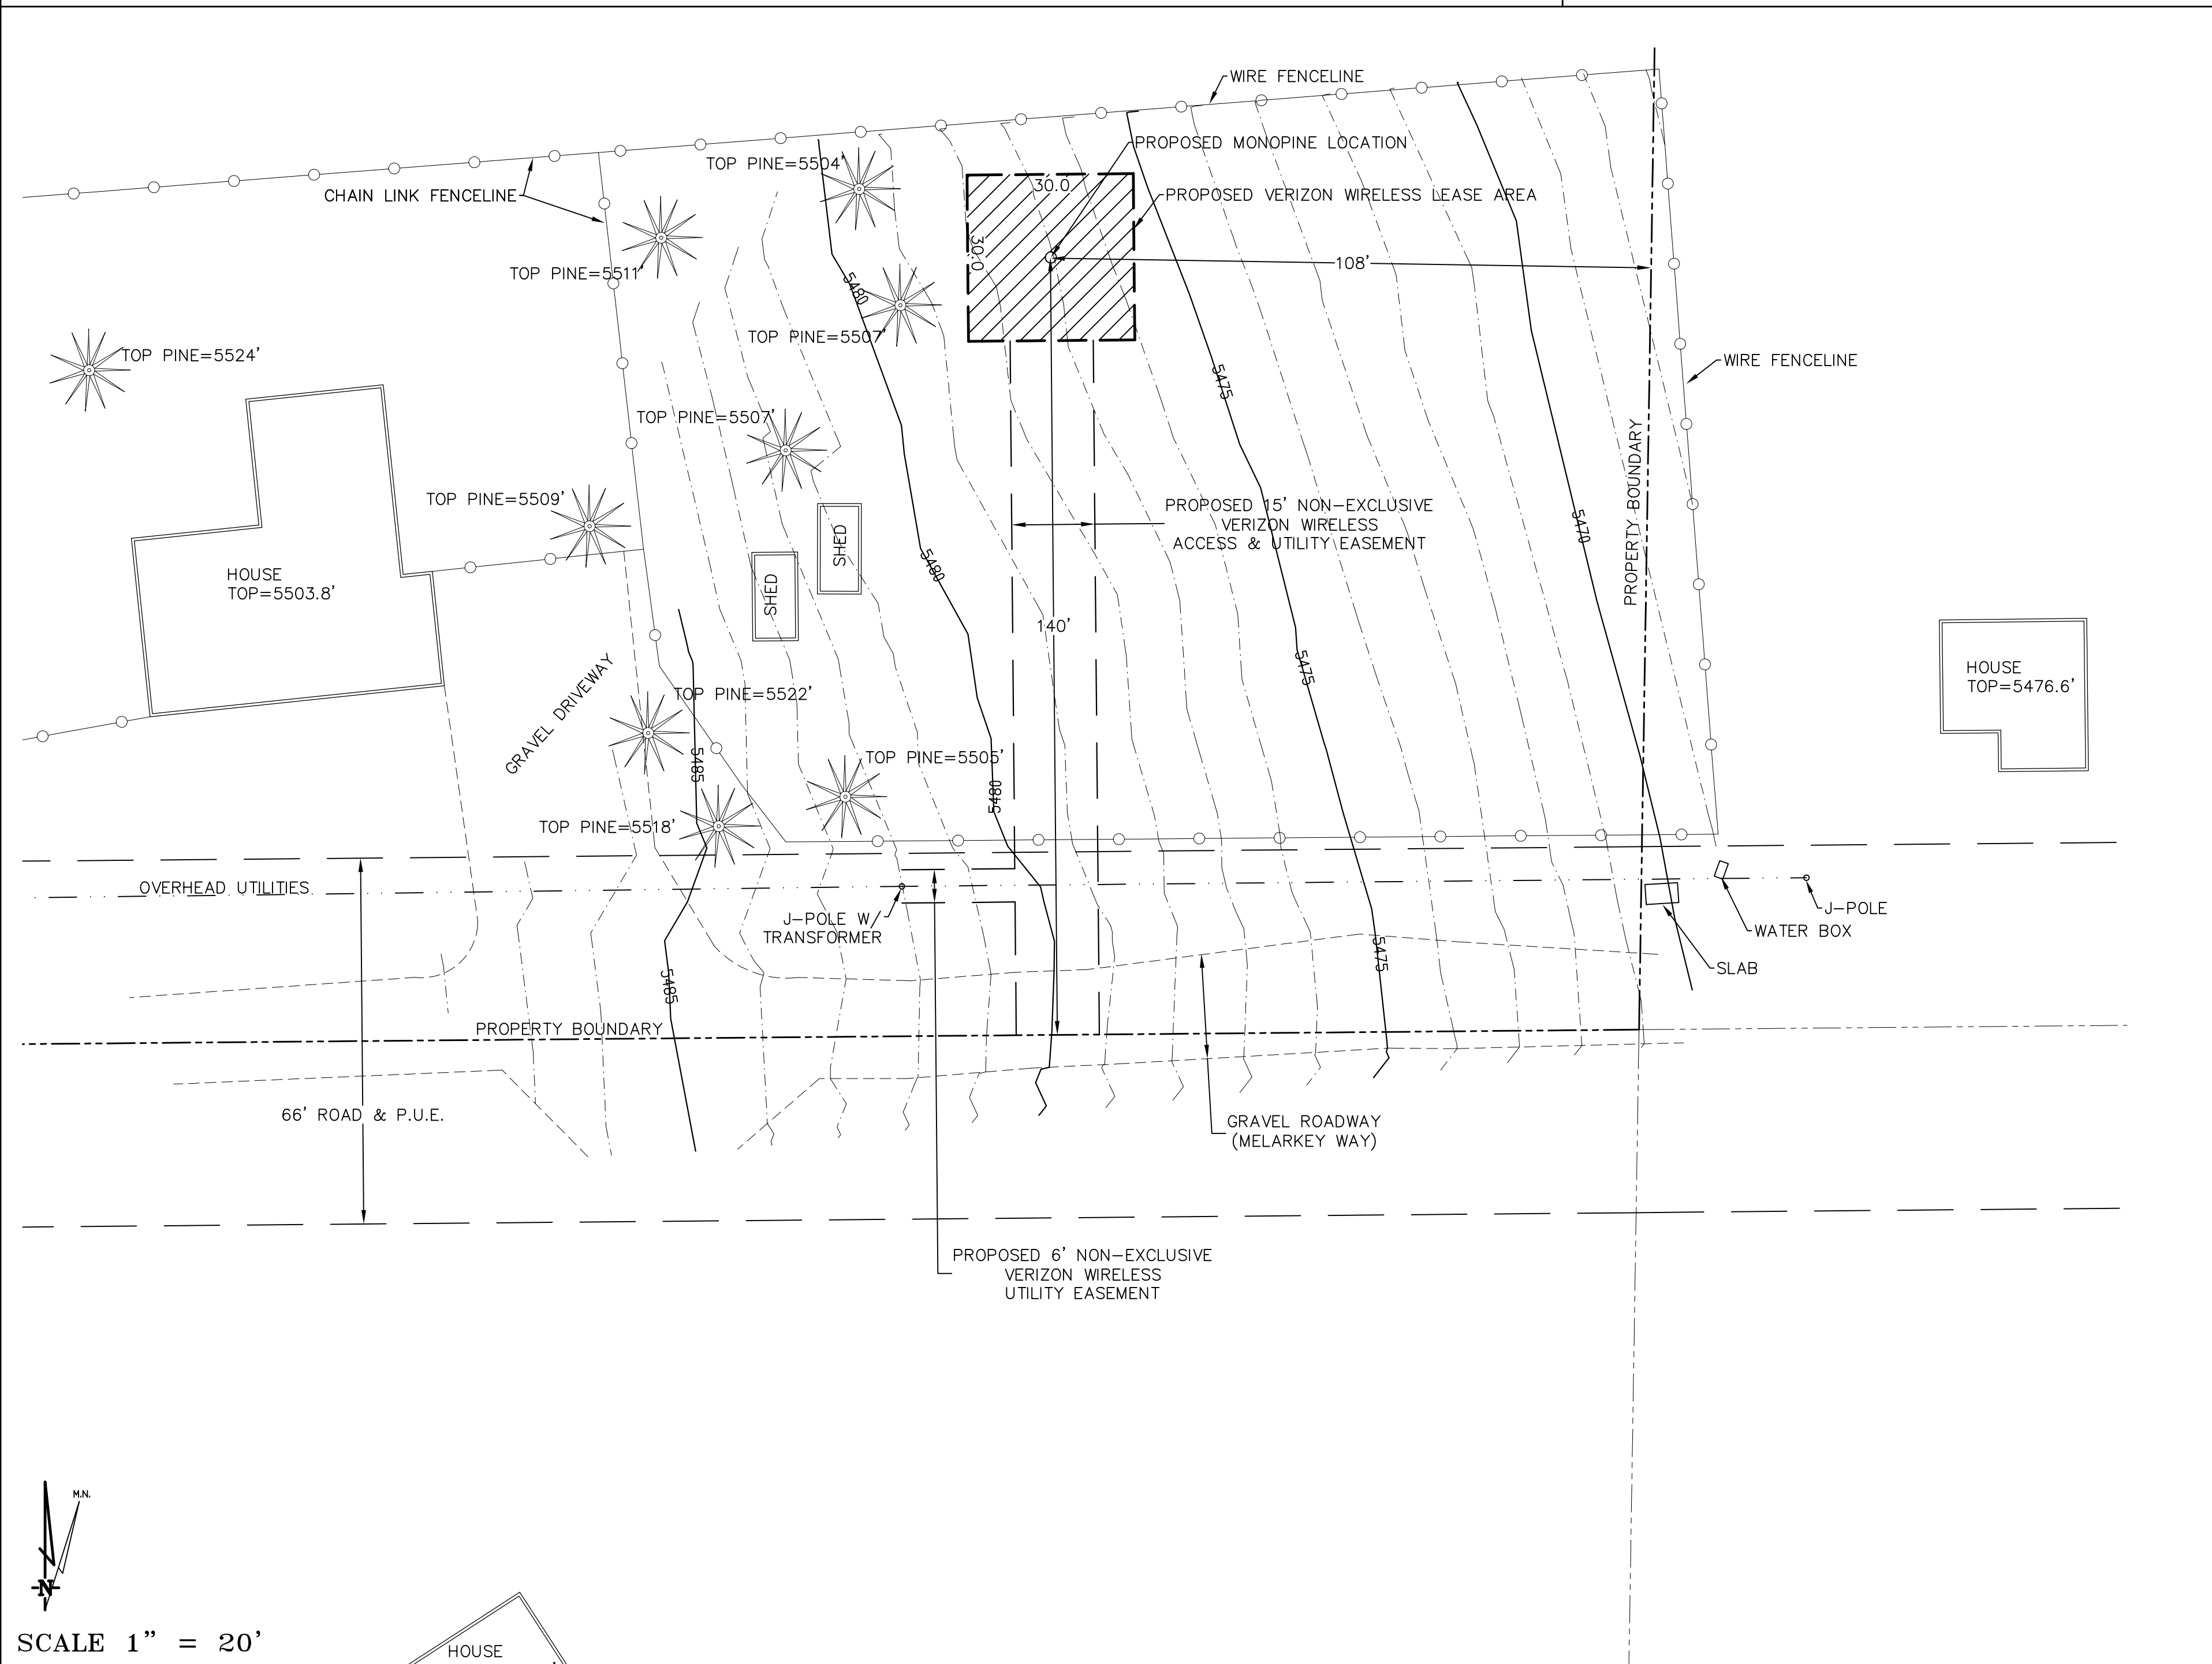 WIRE FENCELINE
PROPOSED MONOPINE LOCATION
TOP PINE=5504'
CHAIN LINK FENCELINE
30.0
PROPOSED VERIZON WIRELESS LEASE AREA
30.0
108'
TOP PINE=5511'
5480
TOP PINE=5507'
TOP PINE=5524'
WIRE FENCELINE
5475
TOP PINE=5507'
PROPERTY BOUNDARY
TOP PINE=5509'
PROPOSED 15' NON-EXCLUSIVE
VERIZON WIRELESS
ACCESS & UTILITY EASEMENT
5470
SHED
SHED
5480
HOUSE
TOP=5503.8'
140'
5475
HOUSE
TOP=5476.6'
GRAVEL DRIVEWAY
TOP PINE=5522'
5485
TOP PINE=5505'
5480
TOP PINE=5518'
OVERHEAD UTILITIES
J-POLE W/
TRANSFORMER
J-POLE
WATER BOX
SLAB
5475
5485
PROPERTY BOUNDARY
66' ROAD & P.U.E.
GRAVEL ROADWAY
(MELARKEY WAY)
PROPOSED 6' NON-EXCLUSIVE
VERIZON WIRELESS
UTILITY EASEMENT
M.N.
N
SCALE 1" = 20'
HOUSE